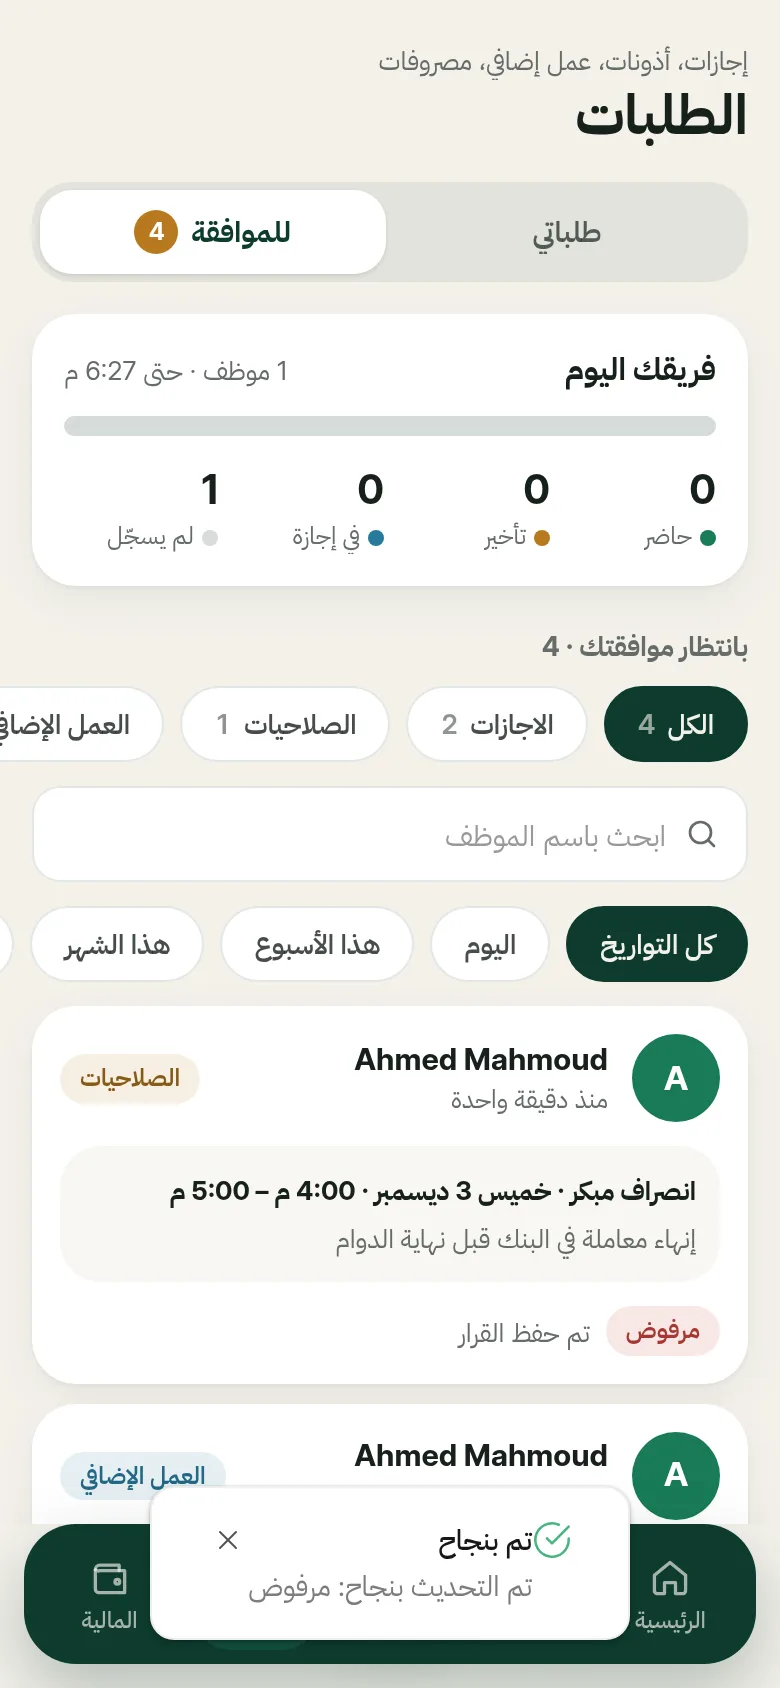 إجازات، أذونات، عمل إضافي، مصروفات
الطلبات
طلباتي
للموافقة 4
فريقك اليوم
1 موظف · حتى 6:27 م
0 0 0 1
حاضر تأخير في إجازة لم يسجّل
بانتظار موافقتك · 4
الكل 4 الاجازات 2 الصلاحيات 1 العمل الإضافي
ابحث باسم الموظف
كل التواريخ اليوم هذا الأسبوع هذا الشهر
A
Ahmed Mahmoud
الصلاحيات
منذ دقيقة واحدة
انصراف مبكر · خميس 3 ديسمبر · 4:00 م – 5:00 م
إنهاء معاملة في البنك قبل نهاية الدوام
مرفوض تم حفظ القرار
A
Ahmed Mahmoud
العمل الإضافي
تم بنجاح
تم التحديث بنجاح: مرفوض
الرئيسية
المالية